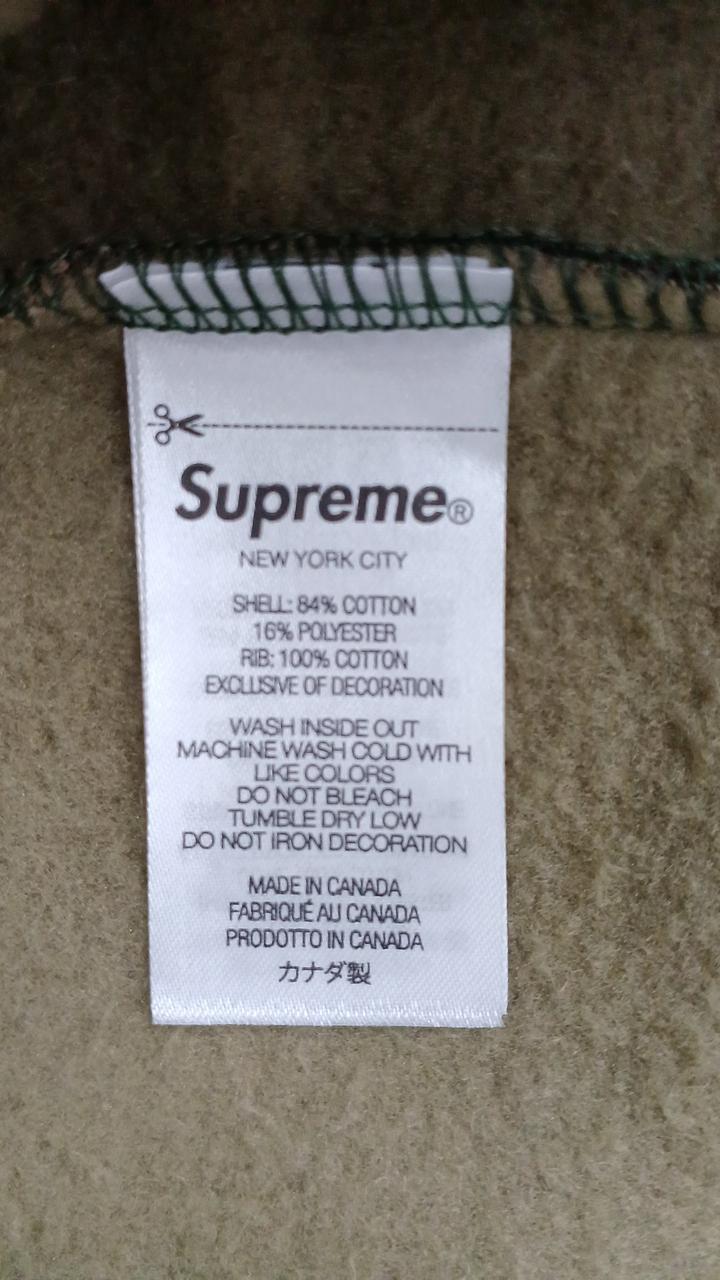 Supreme®
NEW YORK CITY
SHELL: 84% COTTON
16% POLYESTER
RIB: 100% COTTON
EXCLUSIVE OF DECORATION
WASH INSIDE OUT
MACHINE WASH COLD WITH
LIKE COLORS
DO NOT BLEACH
TUMBLE DRY LOW
DO NOT IRON DECORATION
MADE IN CANADA
FABRIQUÉ AU CANADA
PRODOTTO IN CANADA
カナダ製